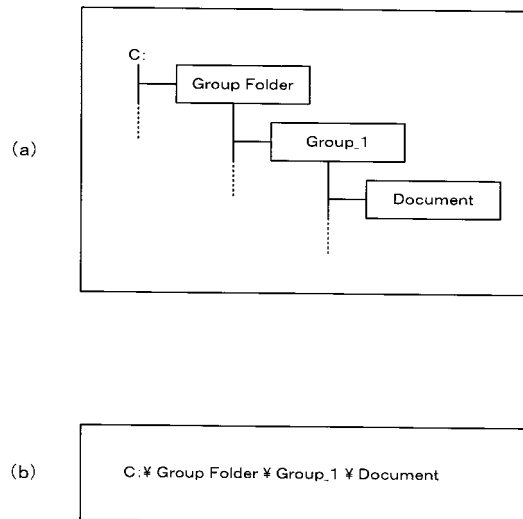 (a)
C:
Group Folder
Group_1
Document
(b)
C:¥ Group Folder ¥ Group_1 ¥ Document